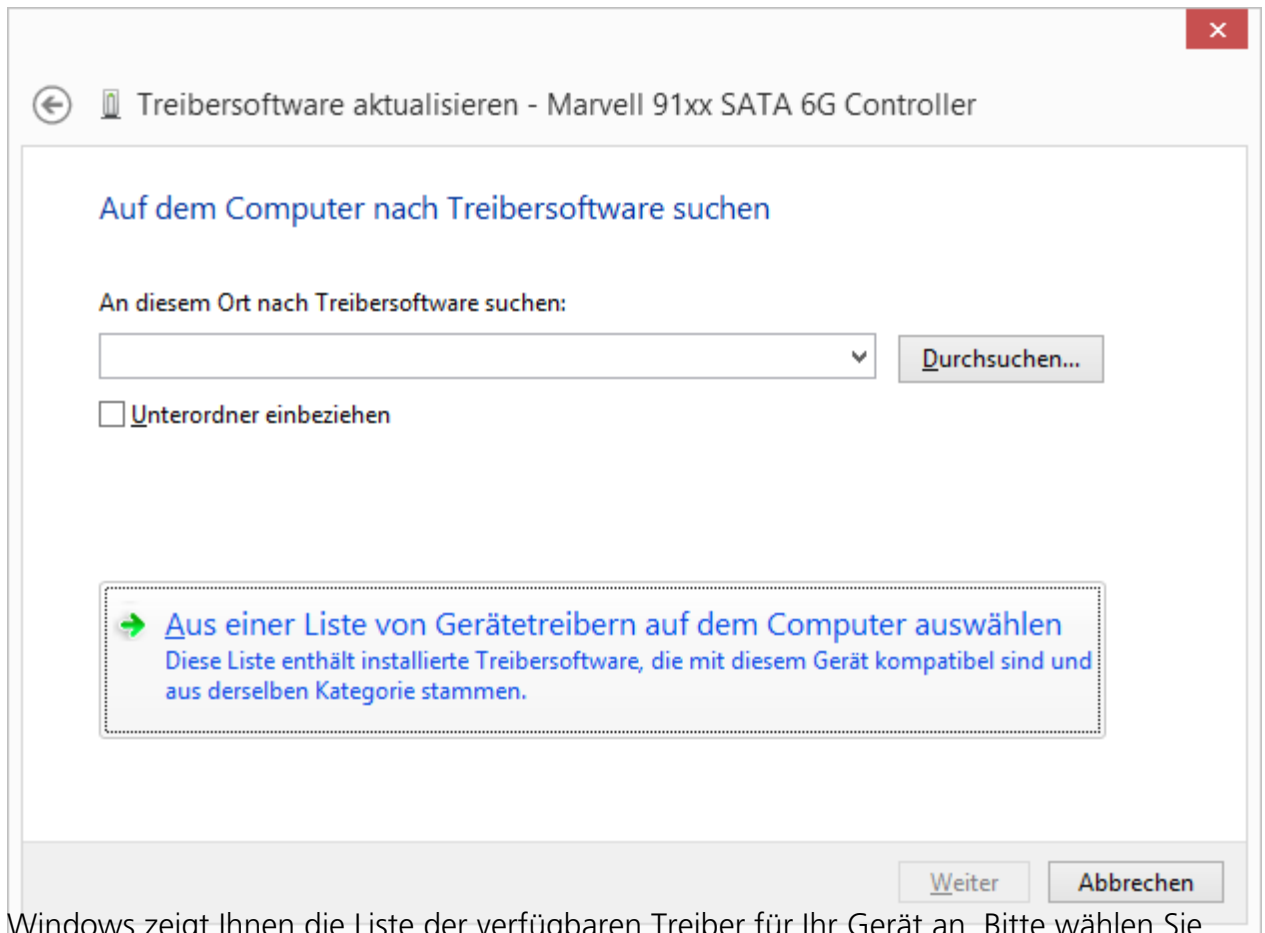 Treibersoftware aktualisieren - Marvell 91xx SATA 6G Controller
Auf dem Computer nach Treibersoftware suchen
An diesem Ort nach Treibersoftware suchen:
Durchsuchen...
Unterordner einbeziehen
Aus einer Liste von Gerätetreibern auf dem Computer auswählen
Diese Liste enthält installierte Treibersoftware, die mit diesem Gerät kompatibel sind und
aus derselben Kategorie stammen.
Weiter Abbrechen
Windows zeigt Ihnen die Liste der verfügbaren Treiber für Ihr Gerät an. Bitte wählen Sie